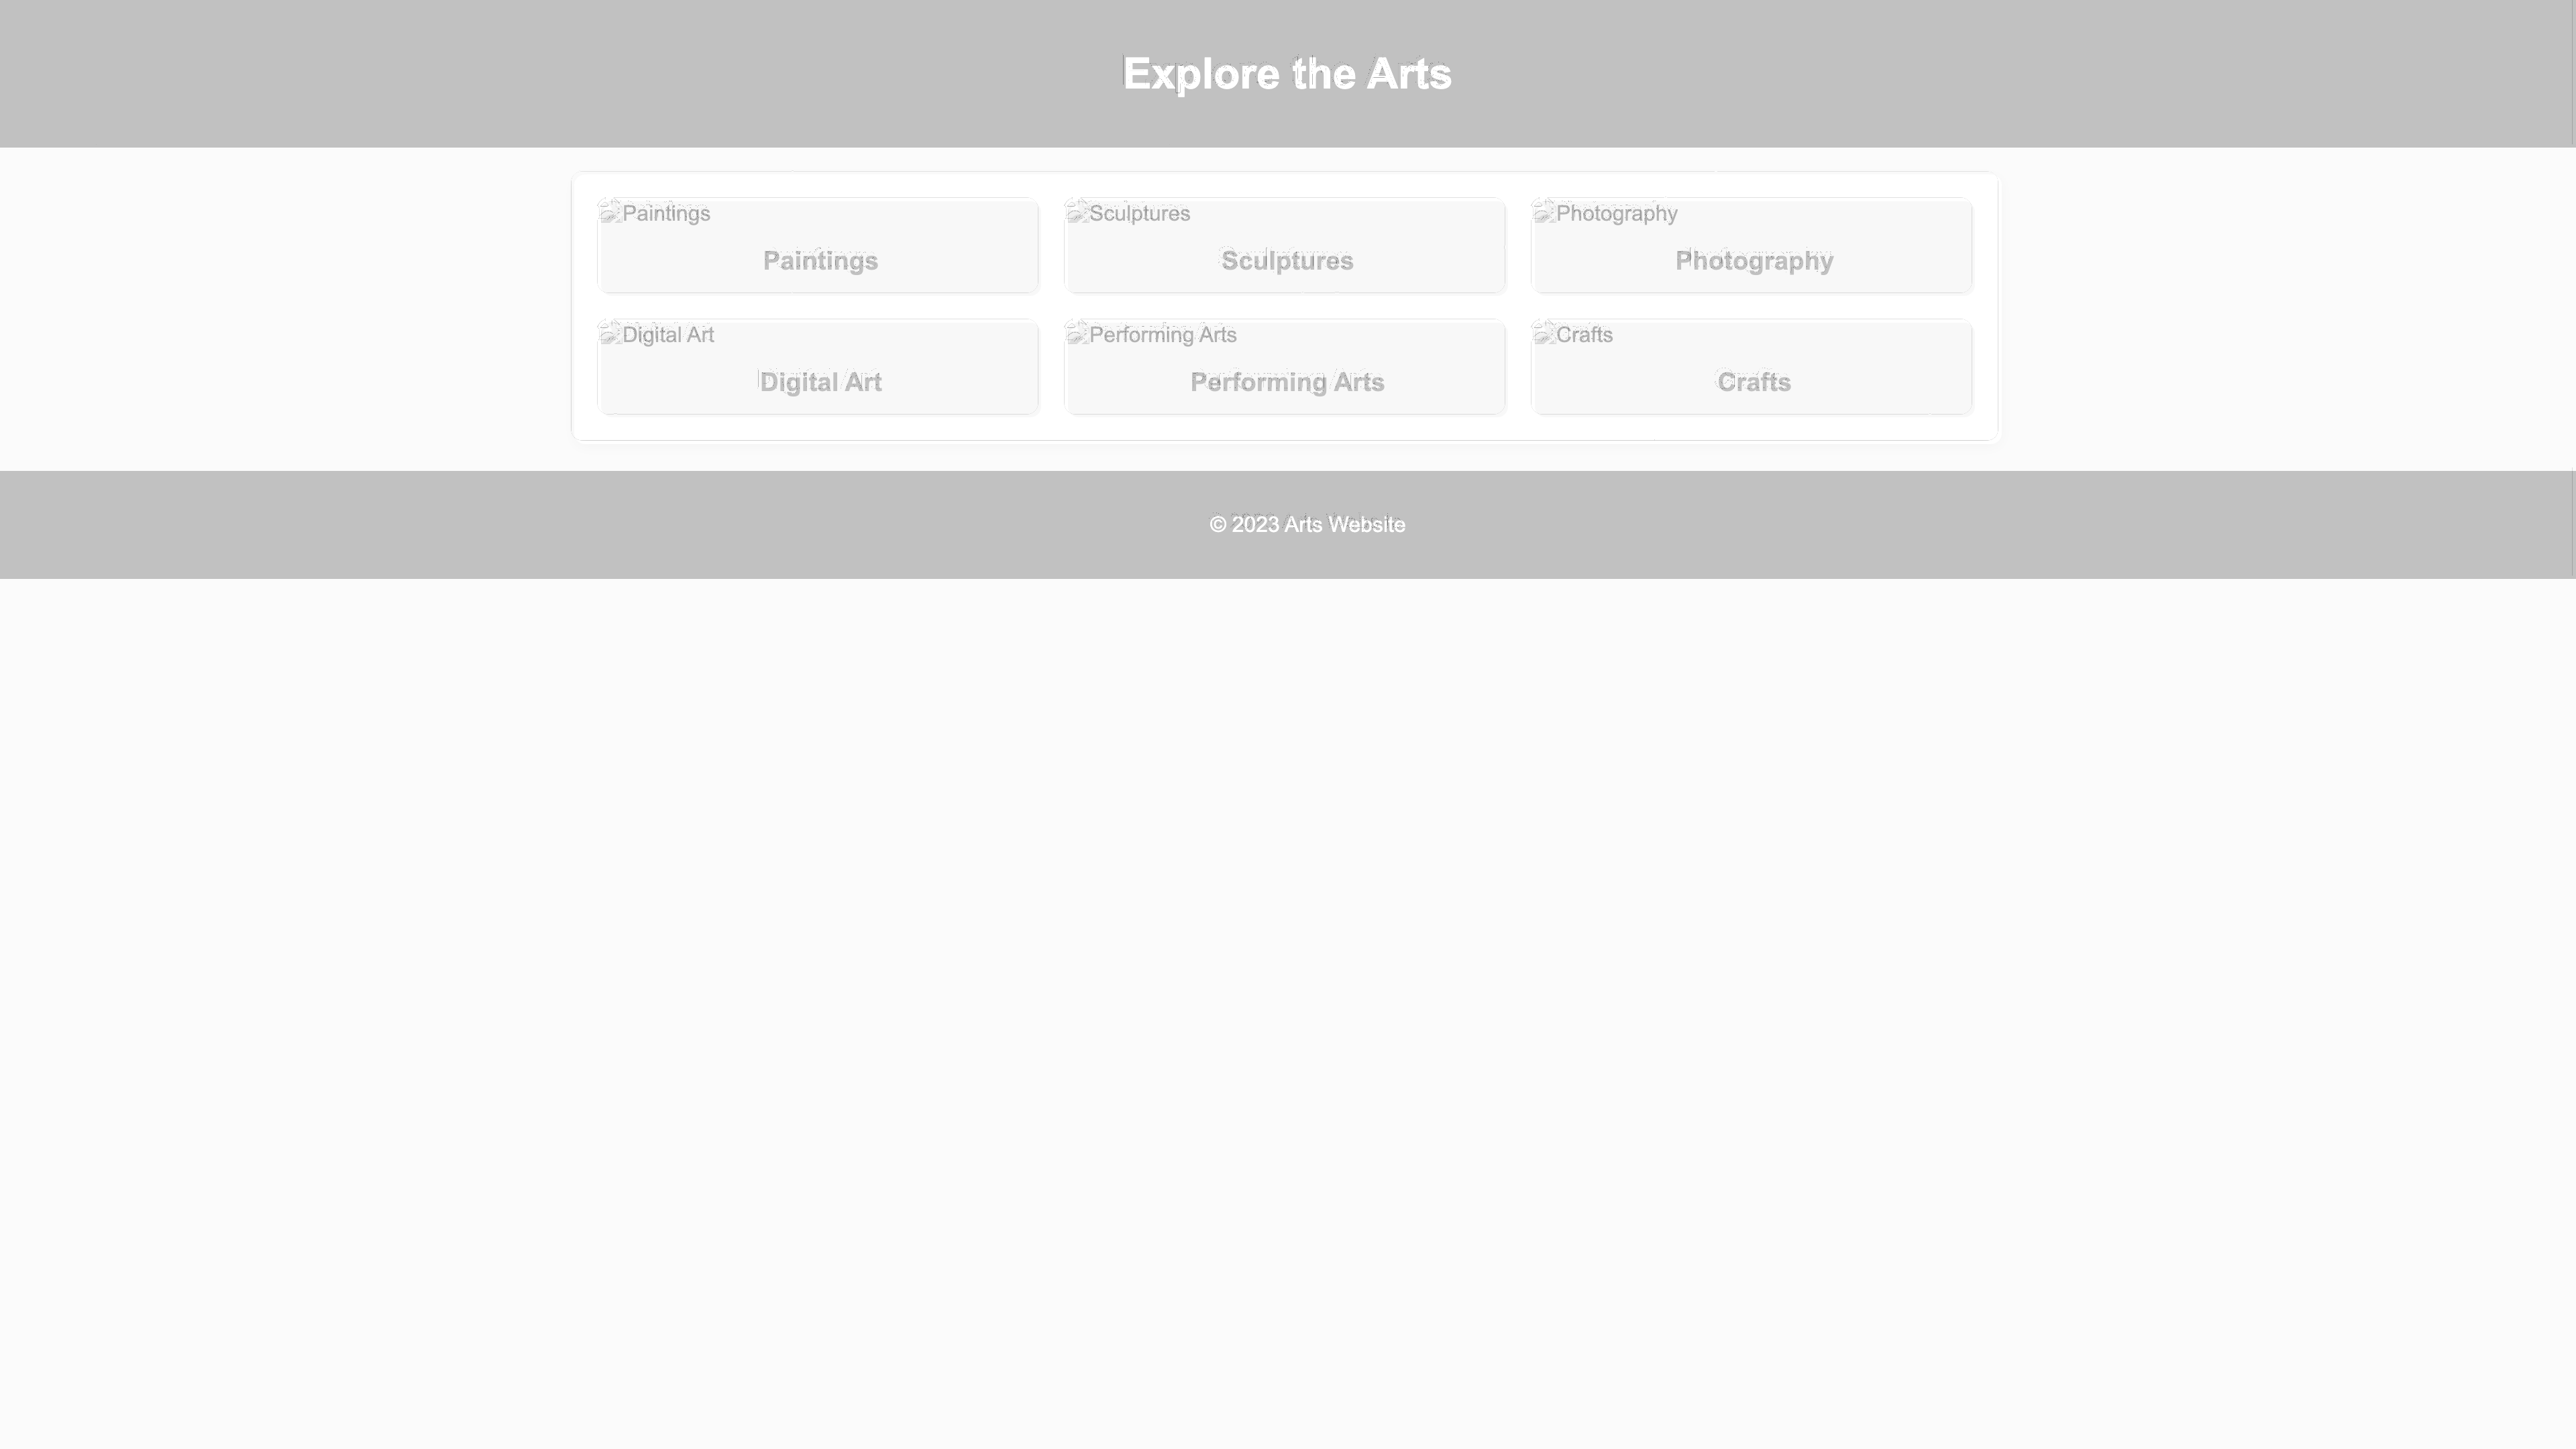 Explore the Arts
Paintings
Paintings
Sculptures
Sculptures
Photography
Photography
Digital Art
Digital Art
Performing Arts
Performing Arts
Crafts
Crafts
© 2023 Arts Website